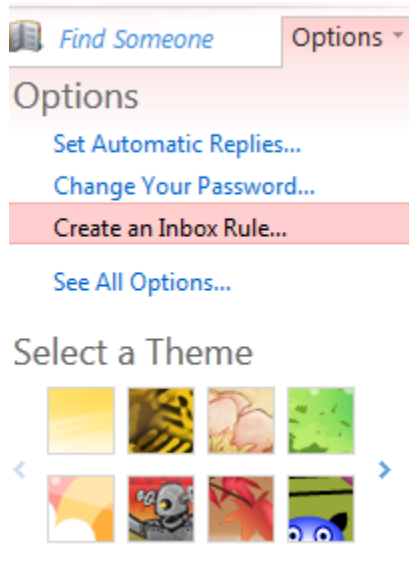 Find Someone
Options
Options
Set Automatic Replies...
Change Your Password...
Create an Inbox Rule...
See All Options...
Select a Theme